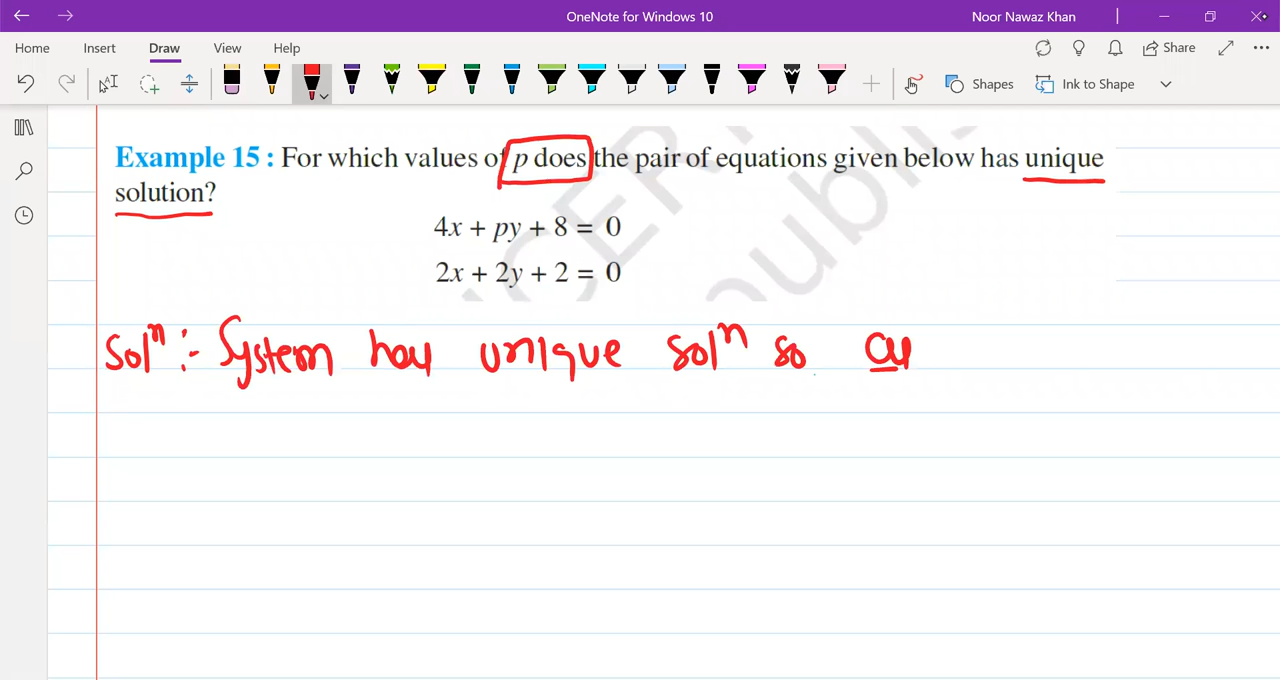 OneNote for Windows 10
Noor Nawaz Khan
Home Insert Draw View Help
Share
Shapes Ink to Shape
Example 15 : For which values of p does the pair of equations given below has unique
solution?
4x + py + 8 = 0
2x + 2y + 2 = 0
Solⁿ :- System has unique Solⁿ so a₁